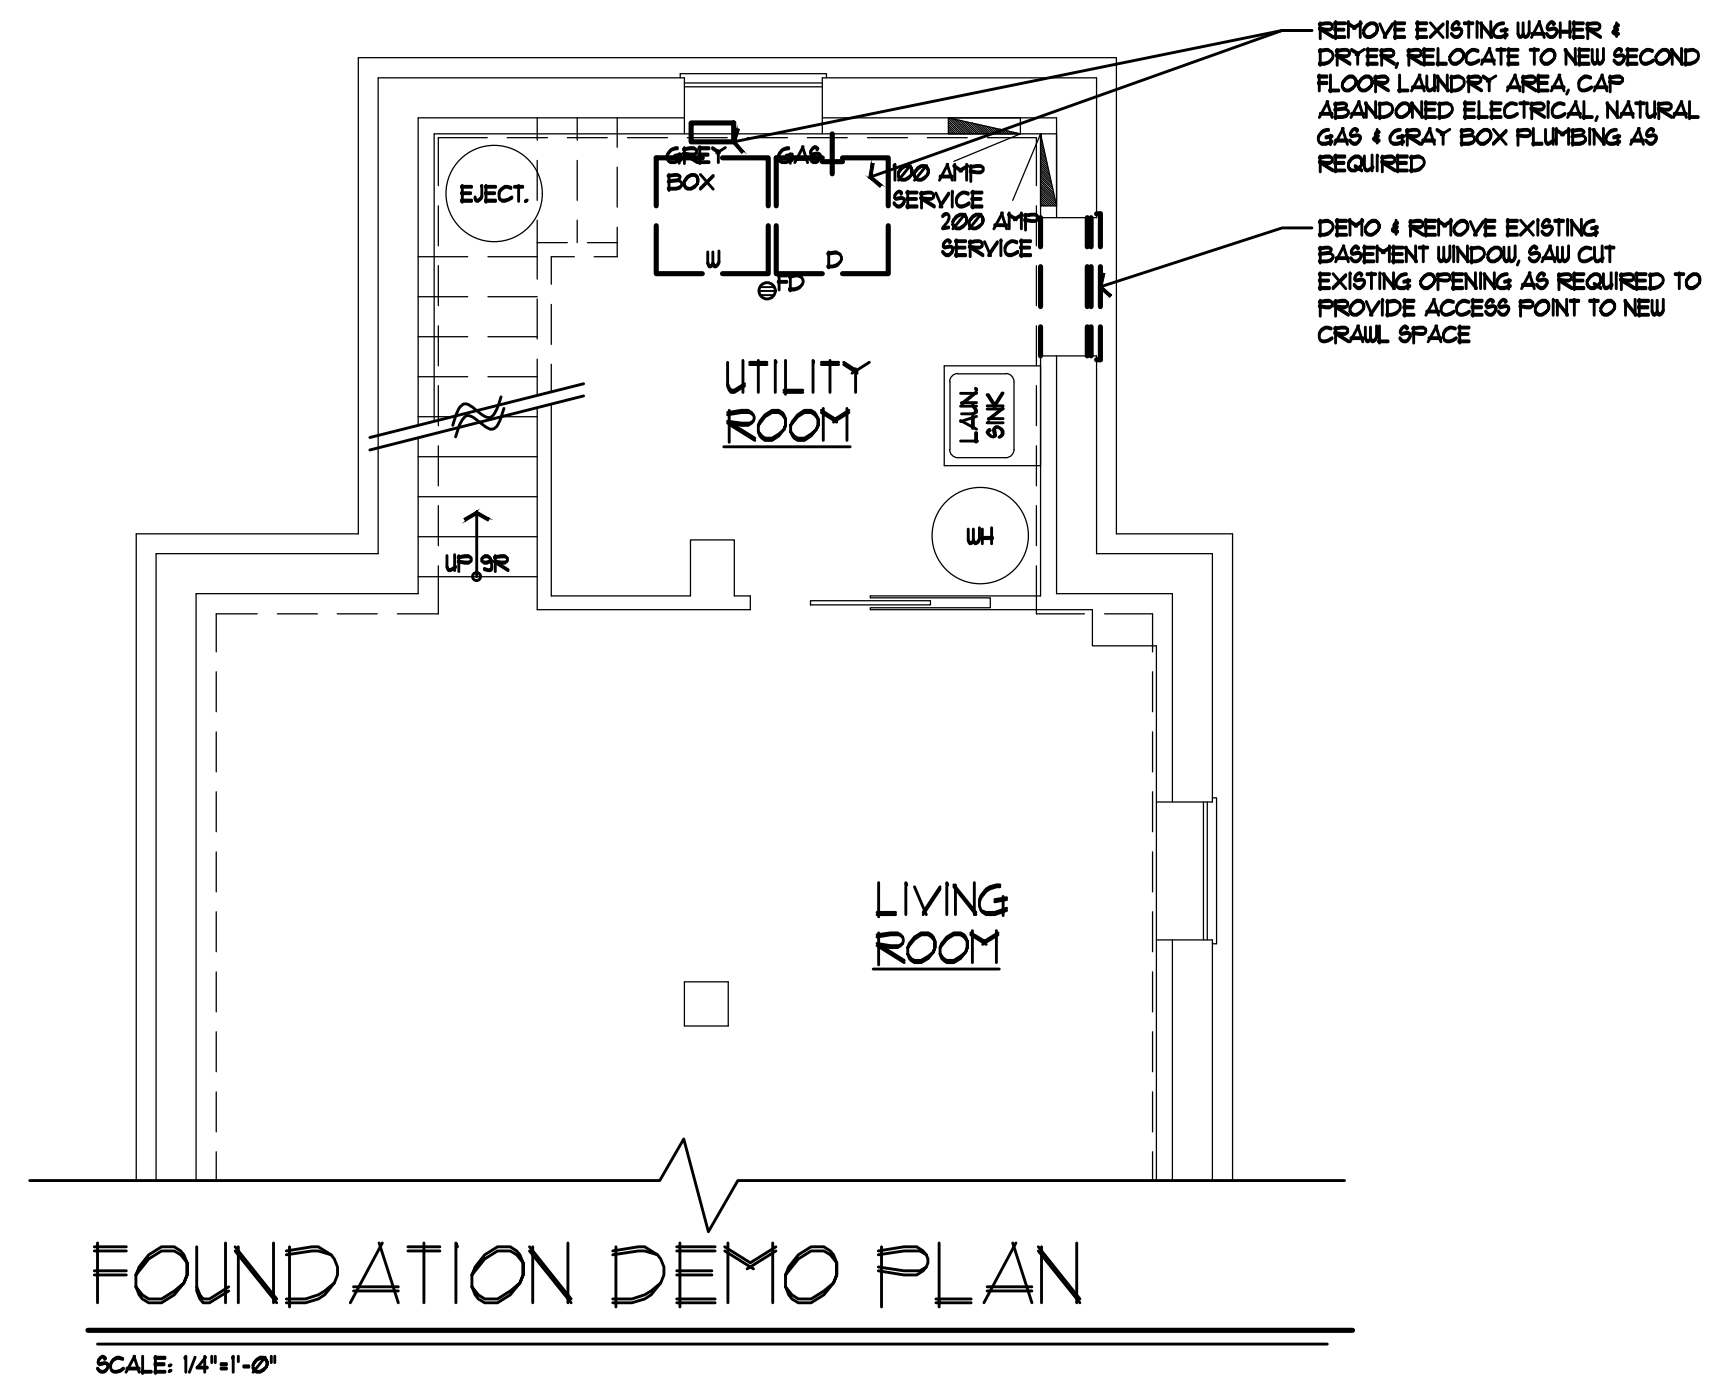 REMOVE EXISTING WASHER &
DRYER, RELOCATE TO NEW SECOND
FLOOR LAUNDRY AREA, CAP
ABANDONED ELECTRICAL, NATURAL
GAS & GRAY BOX PLUMBING AS
REQUIRED
GREY
BOX
GAS
100 AMP
SERVICE
EJECT.
200 AMP
SERVICE
DEMO & REMOVE EXISTING
BASEMENT WINDOW, SAW CUT
EXISTING OPENING AS REQUIRED TO
PROVIDE ACCESS POINT TO NEW
CRAWL SPACE
W
D
FD
UTILITY
ROOM
LAUN.
SINK
WH
UP 9R
LIVING
ROOM
FOUNDATION DEMO PLAN
SCALE: 1/4"=1'-0"